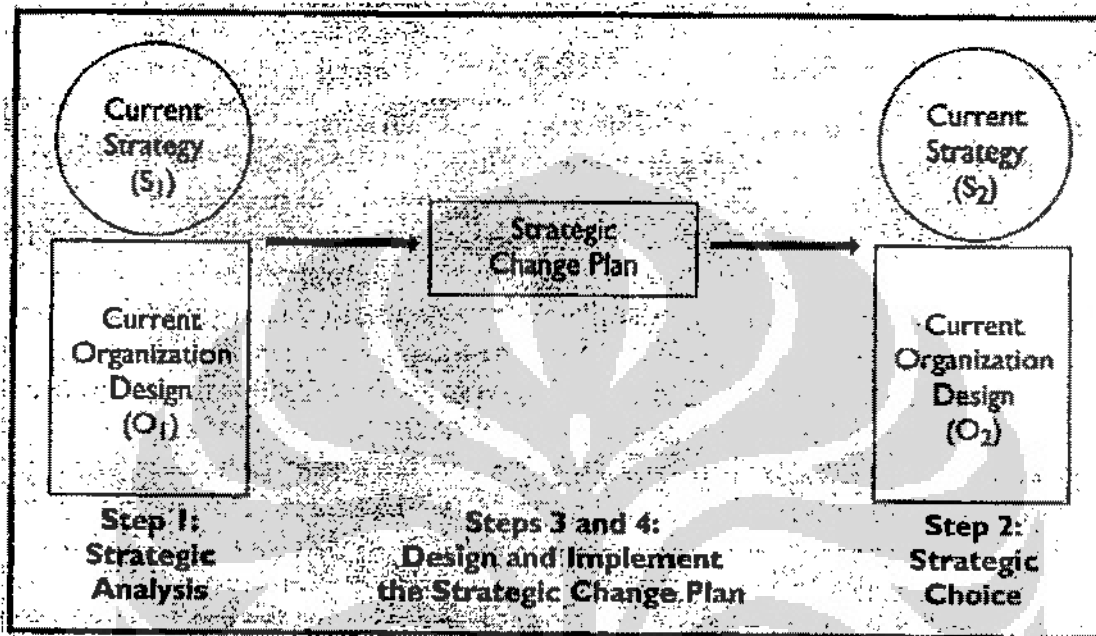 Current
Strategy
(S₁)
Current
Organization
Design
(O₁)
Step 1:
Strategic
Analysis
Strategic
Change Plan
Steps 3 and 4:
Design and Implement
the Strategic Change Plan
Current
Strategy
(S₂)
Current
Organization
Design
(O₂)
Step 2:
Strategic
Choice